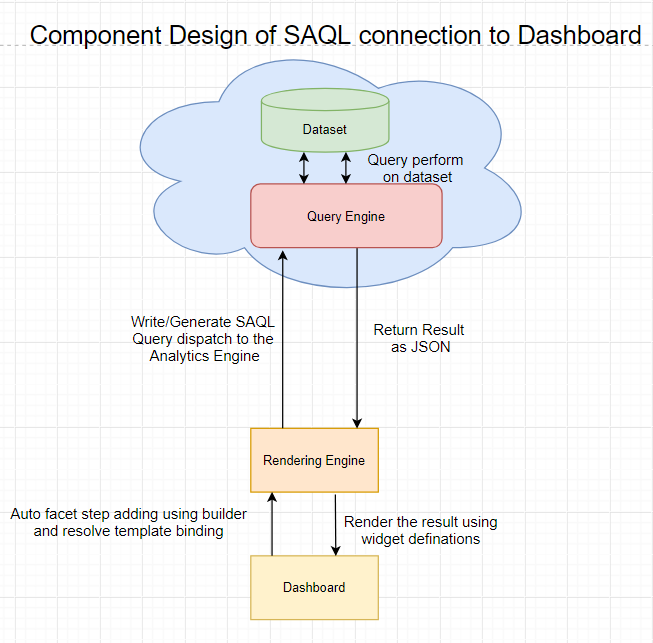 Component Design of SAQL connection to Dashboard
Dataset
Query perform
on dataset
Query Engine
Write/Generate SAQL
Query dispatch to the
Analytics Engine
Return Result
as JSON
Rendering Engine
Auto facet step adding using builder
and resolve template binding
Render the result using
widget definations
Dashboard